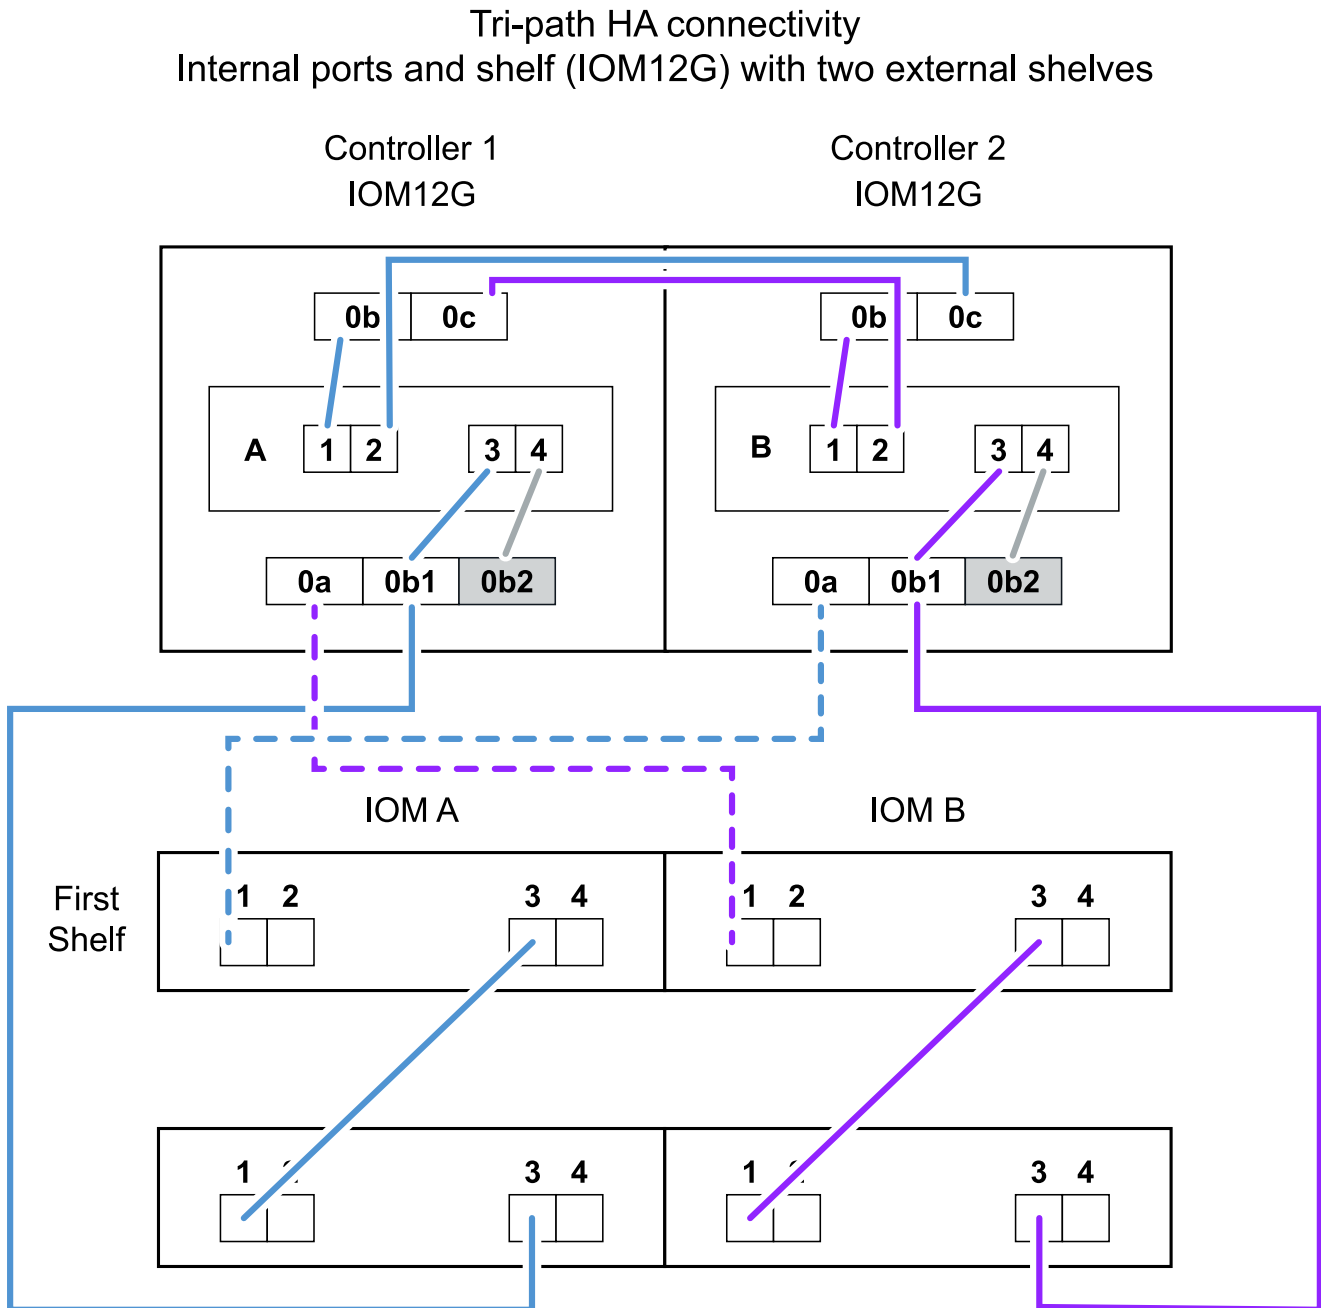 Tri-path HA connectivity
Internal ports and shelf (IOM12G) with two external shelves
Controller 1 Controller 2
IOM12G IOM12G
0b 0c 0b 0c
A 1 2 3 4 B 1 2 3 4
0a 0b1 0b2 0a 0b1 0b2
IOM A IOM B
First
Shelf
1 2 3 4 1 2 3 4
1 3 4 1 3 4